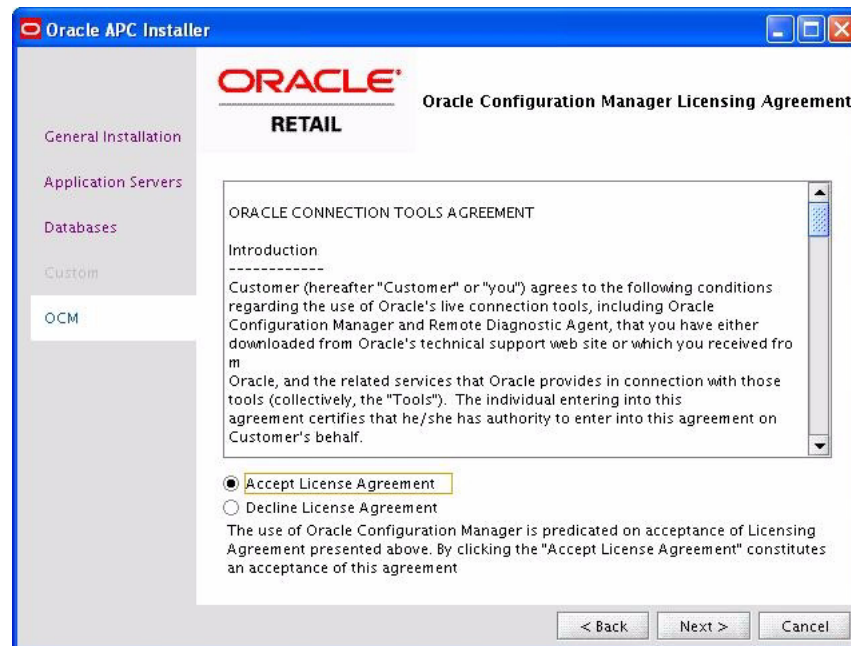 Oracle APC Installer
ORACLE
RETAIL
Oracle Configuration Manager Licensing Agreement
General Installation
Application Servers
Databases
Custom
OCM
ORACLE CONNECTION TOOLS AGREEMENT
Introduction
------------
Customer (hereafter "Customer" or "you") agrees to the following conditions
regarding the use of Oracle's live connection tools, including Oracle
Configuration Manager and Remote Diagnostic Agent, that you have either
downloaded from Oracle's technical support web site or which you received fro
m
Oracle, and the related services that Oracle provides in connection with those
tools (collectively, the "Tools").  The individual entering into this
agreement certifies that he/she has authority to enter into this agreement on
Customer's behalf.
Accept License Agreement
Decline License Agreement
The use of Oracle Configuration Manager is predicated on acceptance of Licensing
Agreement presented above. By clicking the "Accept License Agreement" constitutes
an acceptance of this agreement
< Back
Next >
Cancel